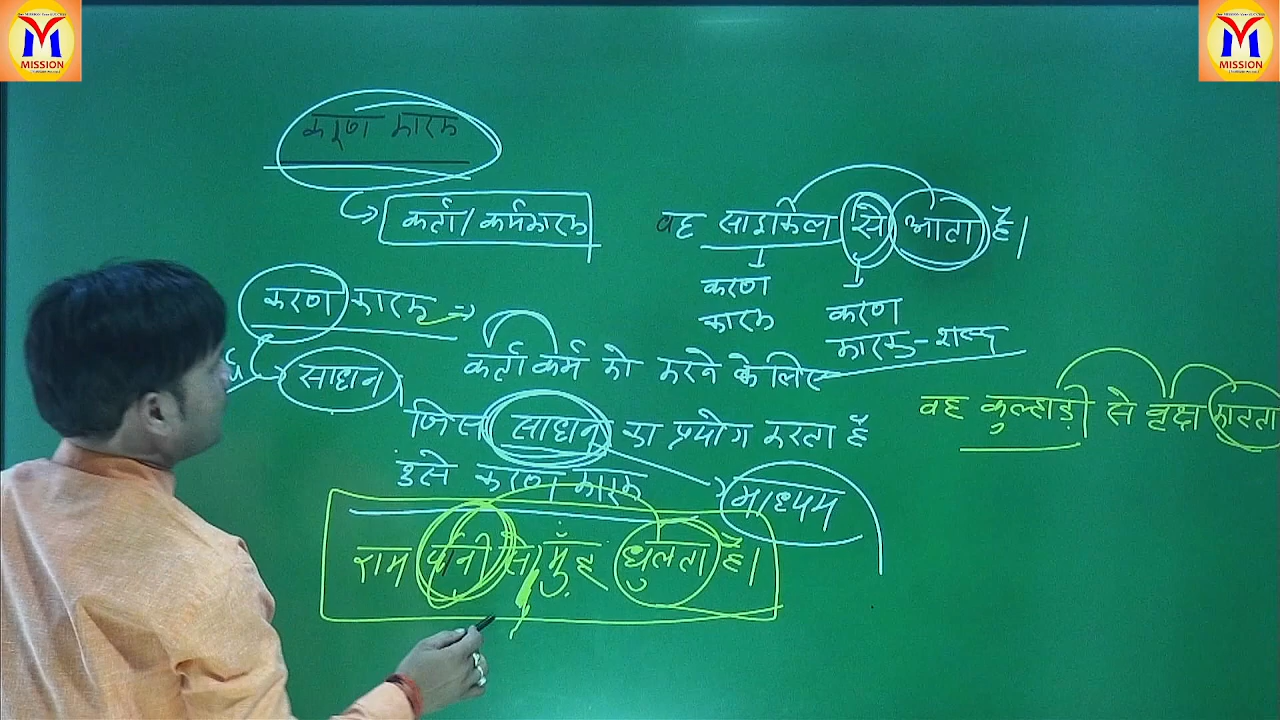 MISSION
MISSION
करण कारक
कर्ता/ कर्मकारक
वह साइकिल से आता है।
करण
कारक
करण
कारक-शब्द
करण कारक
साधन
कर्ता कर्म को करने के लिए
जिस साधन का प्रयोग करता है
उसे करण कारक
माध्यम
राम पानी से मुँह धुलता है।
वह कुल्हाड़ी से वृक्ष काटता